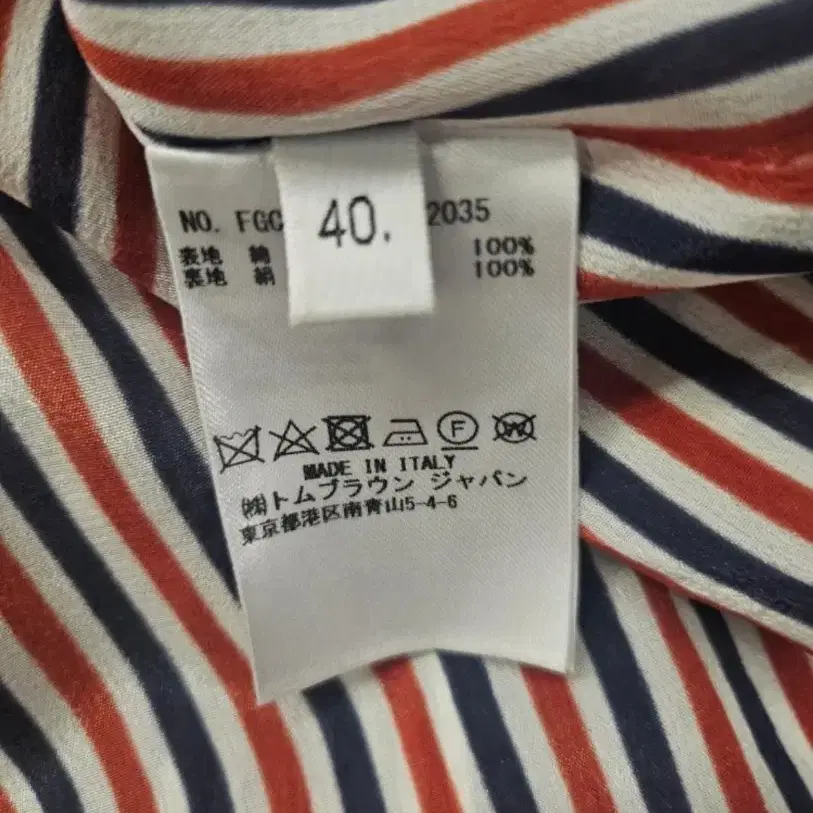 NO. FGC 2035
40.
表地 綿 100%
裏地 絹 100%
F
W
MADE IN ITALY
㈱トムブラウン ジャパン
東京都港区南青山5-4-6